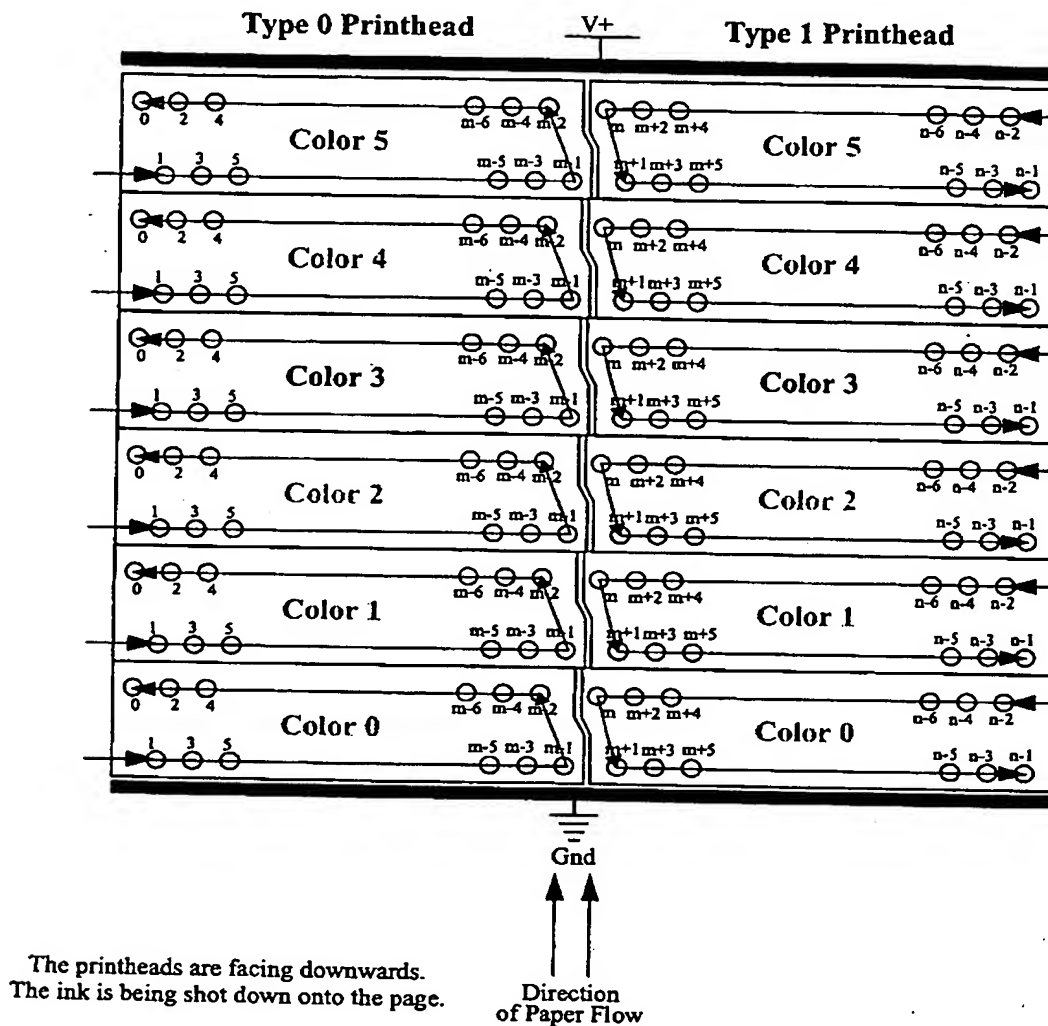 Type 0 Printhead V+ Type 1 Printhead
0 2 4 m-6 m-4 m-2 m m+2 m+4 n-6 n-4 n-2
Color 5 Color 5
1 3 5 m-5 m-3 m-1 m+1 m+3 m+5 n-5 n-3 n-1
0 2 4 m-6 m-4 m-2 m m+2 m+4 n-6 n-4 n-2
Color 4 Color 4
1 3 5 m-5 m-3 m-1 m+1 m+3 m+5 n-5 n-3 n-1
0 2 4 m-6 m-4 m-2 m m+2 m+4 n-6 n-4 n-2
Color 3 Color 3
1 3 5 m-5 m-3 m-1 m+1 m+3 m+5 n-5 n-3 n-1
0 2 4 m-6 m-4 m-2 m m+2 m+4 n-6 n-4 n-2
Color 2 Color 2
1 3 5 m-5 m-3 m-1 m+1 m+3 m+5 n-5 n-3 n-1
0 2 4 m-6 m-4 m-2 m m+2 m+4 n-6 n-4 n-2
Color 1 Color 1
1 3 5 m-5 m-3 m-1 m+1 m+3 m+5 n-5 n-3 n-1
0 2 4 m-6 m-4 m-2 m m+2 m+4 n-6 n-4 n-2
Color 0 Color 0
1 3 5 m-5 m-3 m-1 m+1 m+3 m+5 n-5 n-3 n-1
Gnd
The printheads are facing downwards.
The ink is being shot down onto the page.
Direction
of Paper Flow